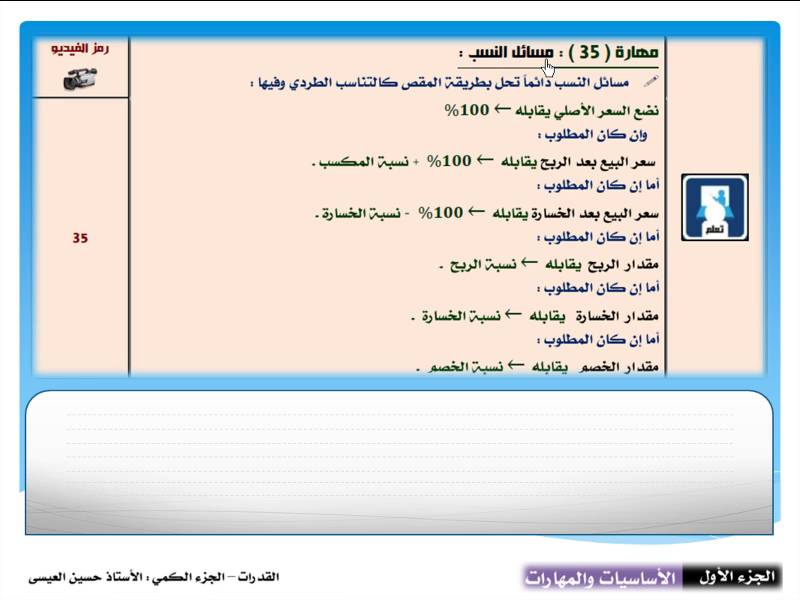 رمز الفيديو
مهارة ( 35 ) : مسائل النسب :
مسائل النسب دائماً تحل بطريقة المقص كالتناسب الطردي وفيها :
نضع السعر الأصلي يقابله ← 100%
وإن كان المطلوب :
سعر البيع بعد الربح يقابله ← 100% + نسبة المكسب .
أما إن كان المطلوب :
سعر البيع بعد الخسارة يقابله ← 100% - نسبة الخسارة .
أما إن كان المطلوب :
مقدار الربح يقابله ← نسبة الربح .
أما إن كان المطلوب :
مقدار الخسارة يقابله ← نسبة الخسارة .
أما إن كان المطلوب :
مقدار الخصم يقابله ← نسبة الخصم .
35
تعلم
الجزء الأول الأساسيات والمهارات
القدرات – الجزء الكمي : الأستاذ حسين العيسى